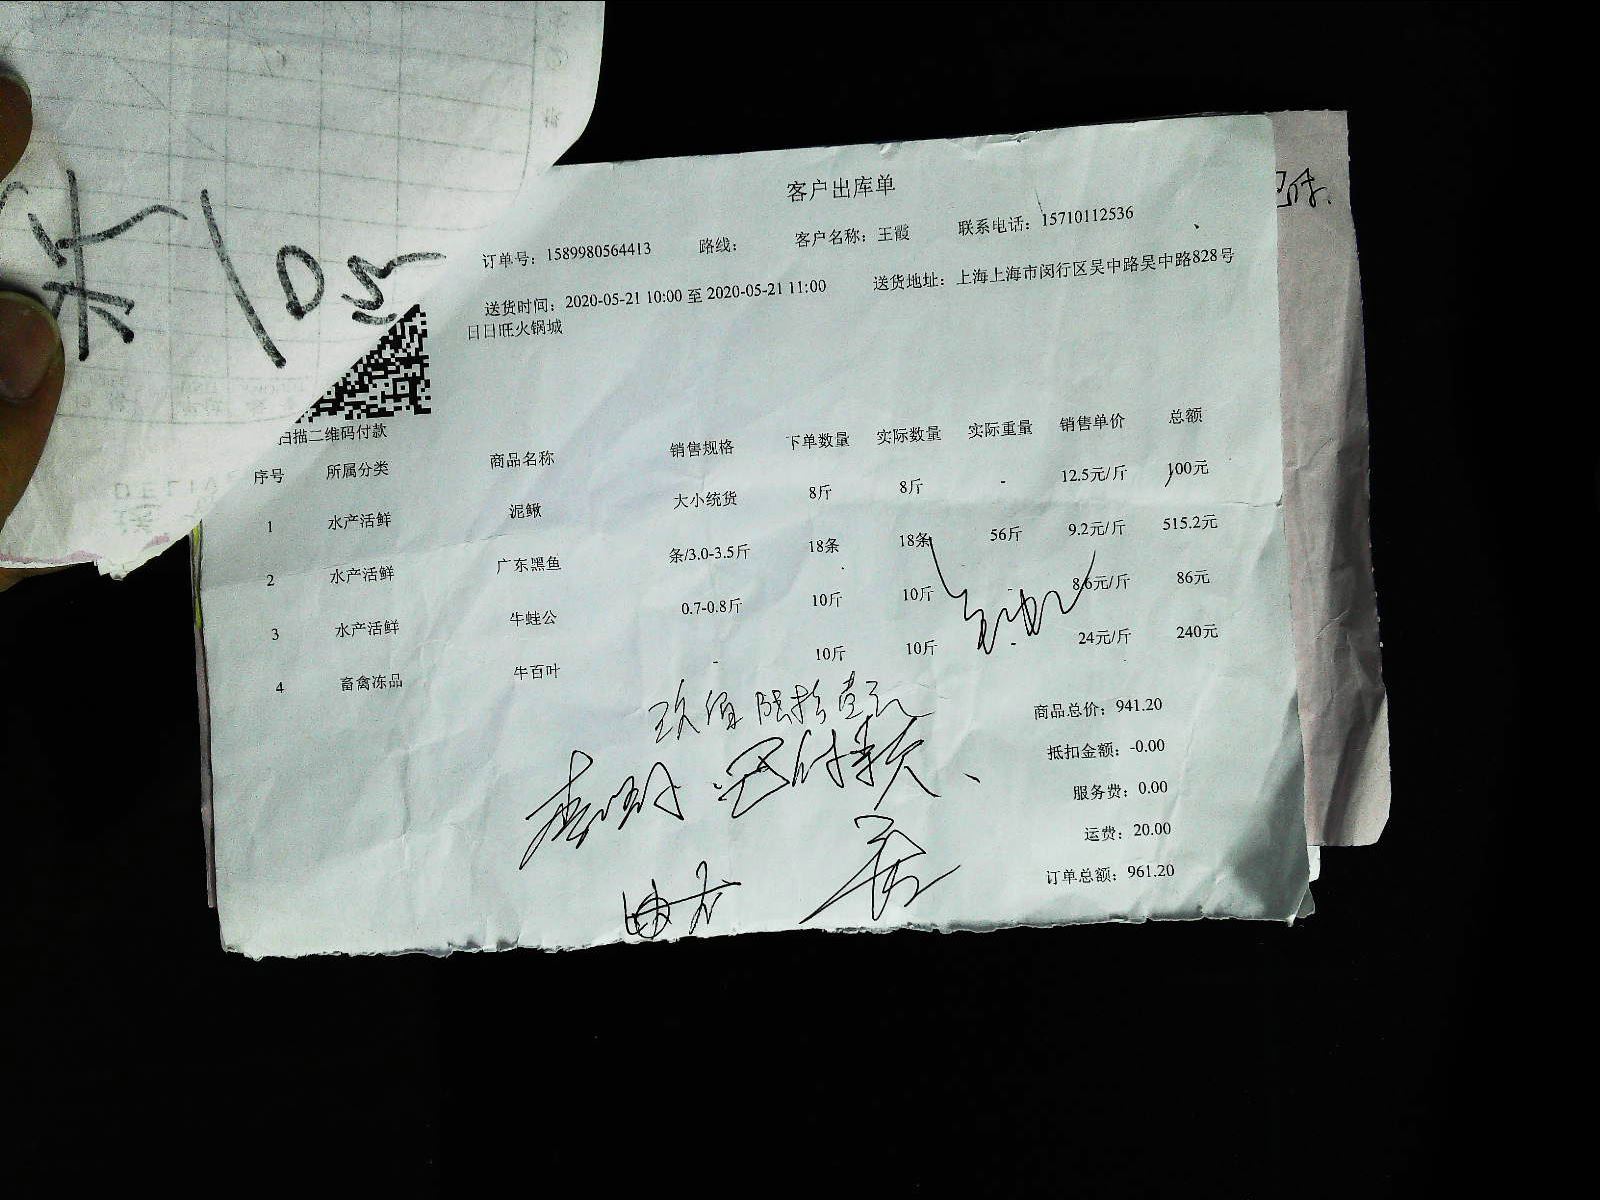 客户出库单
订单号：1589980564413 路线： 客户名称：王霞 联系电话：15710112536
送货时间：2020-05-21 10:00 至 2020-05-21 11:00 送货地址：上海上海市闵行区吴中路吴中路828号
日日旺火锅城
扫描二维码付款
序号 所属分类 商品名称 销售规格 下单数量 实际数量 实际重量 销售单价 总额
1 水产活鲜 泥鳅 大小统货 8斤 8斤 - 12.5元/斤 100元
2 水产活鲜 广东黑鱼 条/3.0-3.5斤 18条 18条 56斤 9.2元/斤 515.2元
3 水产活鲜 牛蛙公 0.7-0.8斤 10斤 10斤 - 8.6元/斤 86元
4 畜禽冻品 牛百叶 - 10斤 10斤 - 24元/斤 240元
商品总价：941.20
抵扣金额：-0.00
服务费：0.00
运费：20.00
订单总额：961.20
玖佰陆拾壹元
已付
105
已付